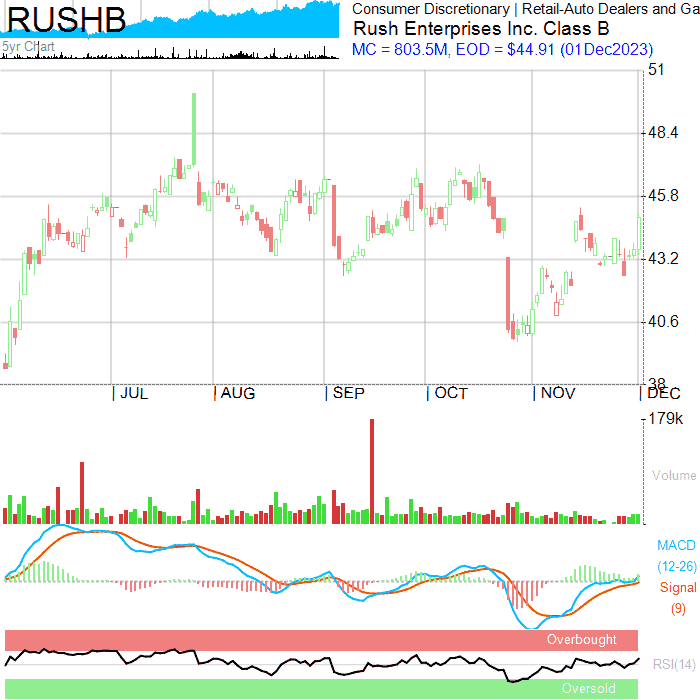 RUSHB
5yr Chart
Consumer Discretionary | Retail-Auto Dealers and Ga
Rush Enterprises Inc. Class B
MC = 803.5M, EOD = $44.91 (01Dec2023)
51
48.4
45.8
43.2
40.6
38
| JUL | AUG | SEP | OCT | NOV | DEC
179k
Volume
MACD
(12-26)
Signal
(9)
Overbought
RSI(14)
Oversold